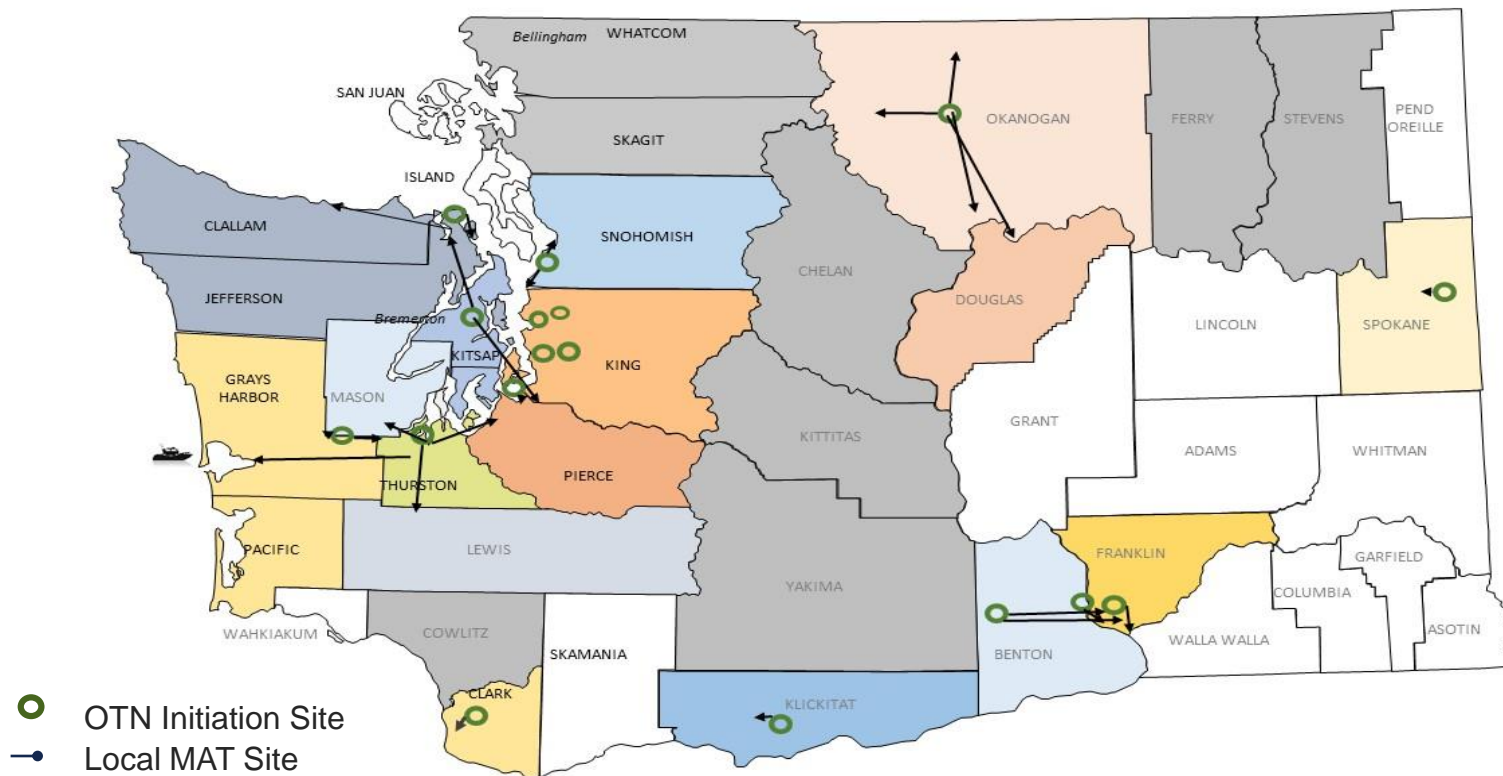 Bellingham
WHATCOM
SAN JUAN
SKAGIT
OKANOGAN
FERRY
STEVENS
PEND
OREILLE
ISLAND
CLALLAM
SNOHOMISH
CHELAN
JEFFERSON
Bremerton
DOUGLAS
LINCOLN
SPOKANE
KITSAP
KING
GRAYS
HARBOR
MASON
GRANT
KITTITAS
ADAMS
WHITMAN
THURSTON
PIERCE
PACIFIC
LEWIS
FRANKLIN
GARFIELD
YAKIMA
COLUMBIA
WAHKIAKUM
COWLITZ
SKAMANIA
BENTON
WALLA WALLA
ASOTIN
CLARK
KLICKITAT
OTN Initiation Site
Local MAT Site